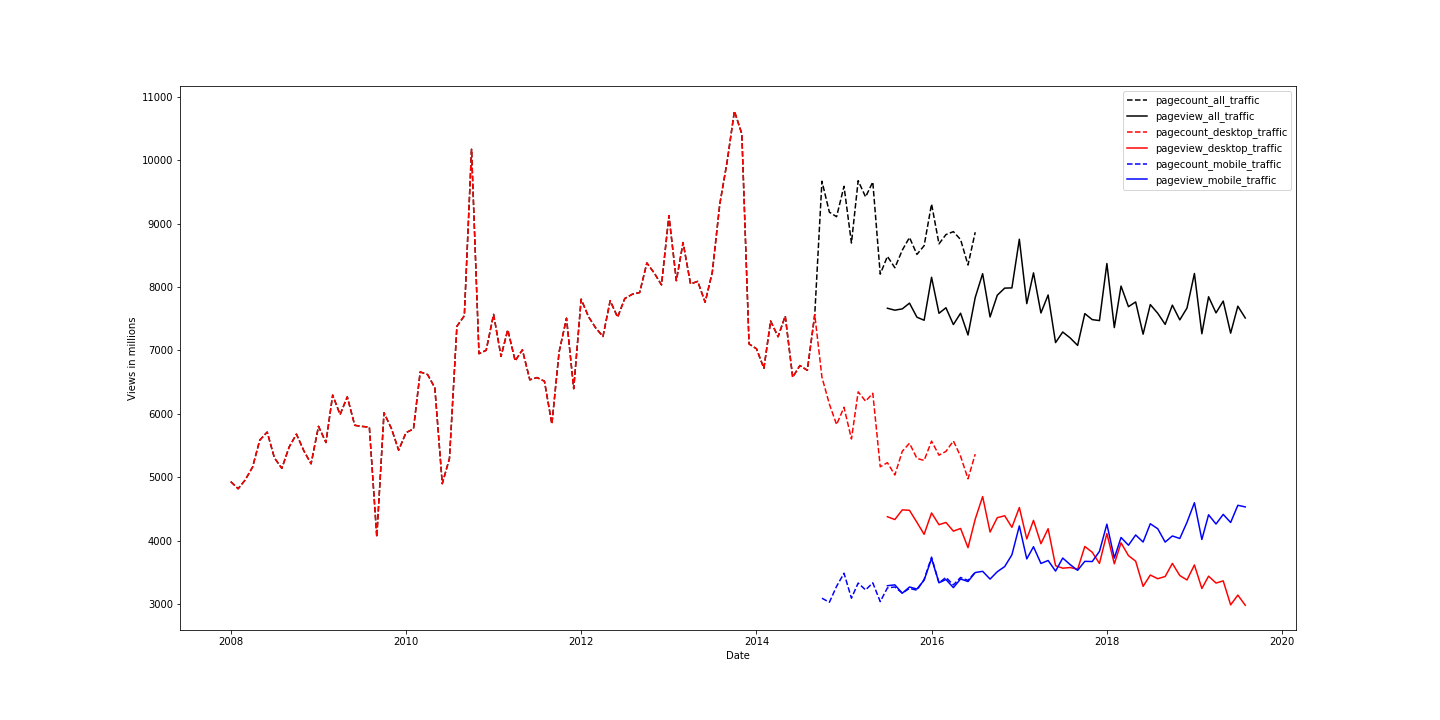 pagecount_all_traffic
pageview_all_traffic
pagecount_desktop_traffic
pageview_desktop_traffic
pagecount_mobile_traffic
pageview_mobile_traffic
Views in millions
11000
10000
9000
8000
7000
6000
5000
4000
3000
2008
2010
2012
2014
2016
2018
2020
Date